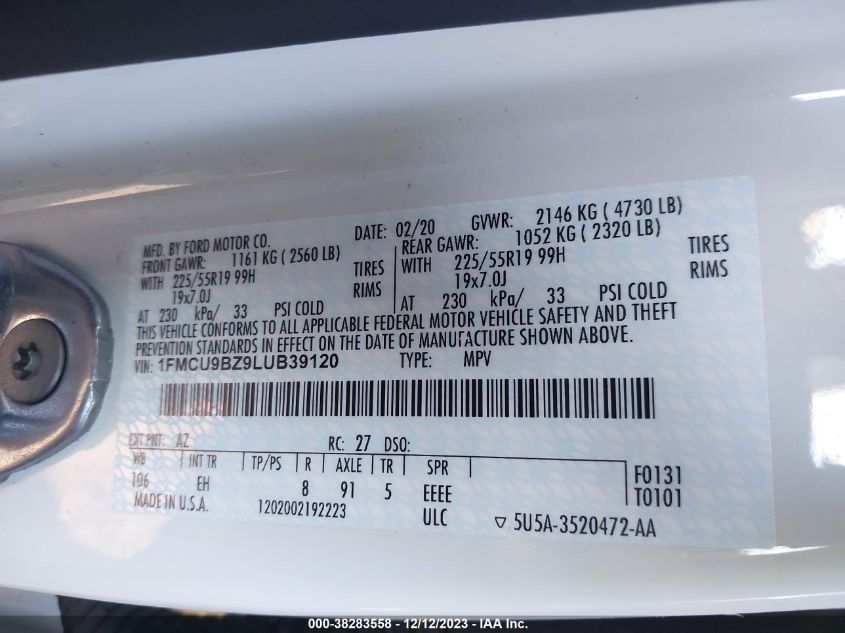 MFD. BY FORD MOTOR CO. DATE: 02/20 GVWR: 2146 KG ( 4730 LB)
FRONT GAWR: 1161 KG ( 2560 LB) REAR GAWR: 1052 KG ( 2320 LB)
WITH 225/55R19 99H TIRES WITH 225/55R19 99H TIRES
19x7.0J RIMS 19x7.0J RIMS
AT 230 kPa/ 33 PSI COLD AT 230 kPa/ 33 PSI COLD
THIS VEHICLE CONFORMS TO ALL APPLICABLE FEDERAL MOTOR VEHICLE SAFETY AND THEFT
PREVENTION STANDARDS IN EFFECT ON THE DATE OF MANUFACTURE SHOWN ABOVE.
VIN: 1FMCU9BZ9LUB39120 TYPE: MPV
EXT PNT: AZ RC: 27 DSO:
WB INT TR TP/PS R AXLE TR SPR
106 EH 8 91 5 EEEE F0131
T0101
MADE IN U.S.A. 1202002192223 ULC ▽ 5U5A-3520472-AA
000-38283558 - 12/12/2023 - IAA Inc.